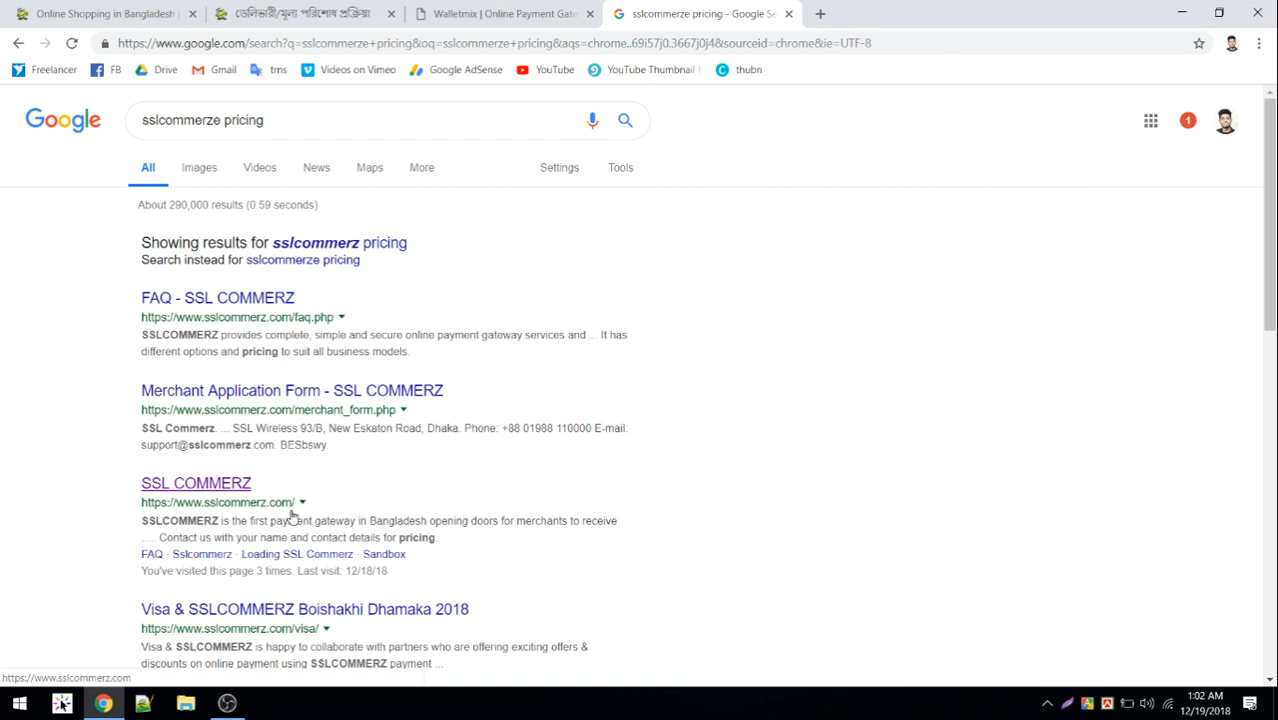 Online Shopping in Bangladesh
ডেলিভারী/মূল্য পরিশোধ প্রক্রিয়া
Walletmix | Online Payment Gate
sslcommerze pricing - Google Se
https://www.google.com/search?q=sslcommerze+pricing&oq=sslcommerze+pricing&aqs=chrome..69i57j0.3667j0j4&sourceid=chrome&ie=UTF-8
Freelancer
FB
Drive
Gmail
trns
Videos on Vimeo
Google AdSense
YouTube
YouTube Thumbnail
thubn
Google
sslcommerze pricing
1
All
Images
Videos
News
Maps
More
Settings
Tools
About 290,000 results (0.59 seconds)
Showing results for sslcommerz pricing
Search instead for sslcommerze pricing
FAQ - SSL COMMERZ
https://www.sslcommerz.com/faq.php
SSLCOMMERZ provides complete, simple and secure online payment gateway services and ... It has
different options and pricing to suit all business models.
Merchant Application Form - SSL COMMERZ
https://www.sslcommerz.com/merchant_form.php
SSL Commerz. ... SSL Wireless 93/B, New Eskaton Road, Dhaka. Phone: +88 01988 110000 E-mail:
support@sslcommerz.com. BESbswy.
SSL COMMERZ
https://www.sslcommerz.com/
SSLCOMMERZ is the first payment gateway in Bangladesh opening doors for merchants to receive
..... Contact us with your name and contact details for pricing.
FAQ · Sslcommerz · Loading SSL Commerz · Sandbox
You've visited this page 3 times. Last visit: 12/18/18
Visa & SSLCOMMERZ Boishakhi Dhamaka 2018
https://www.sslcommerz.com/visa/
Visa & SSLCOMMERZ is happy to collaborate with partners who are offering exciting offers &
discounts on online payment using SSLCOMMERZ payment ...
https://www.sslcommerz.com
1:02 AM
12/19/2018